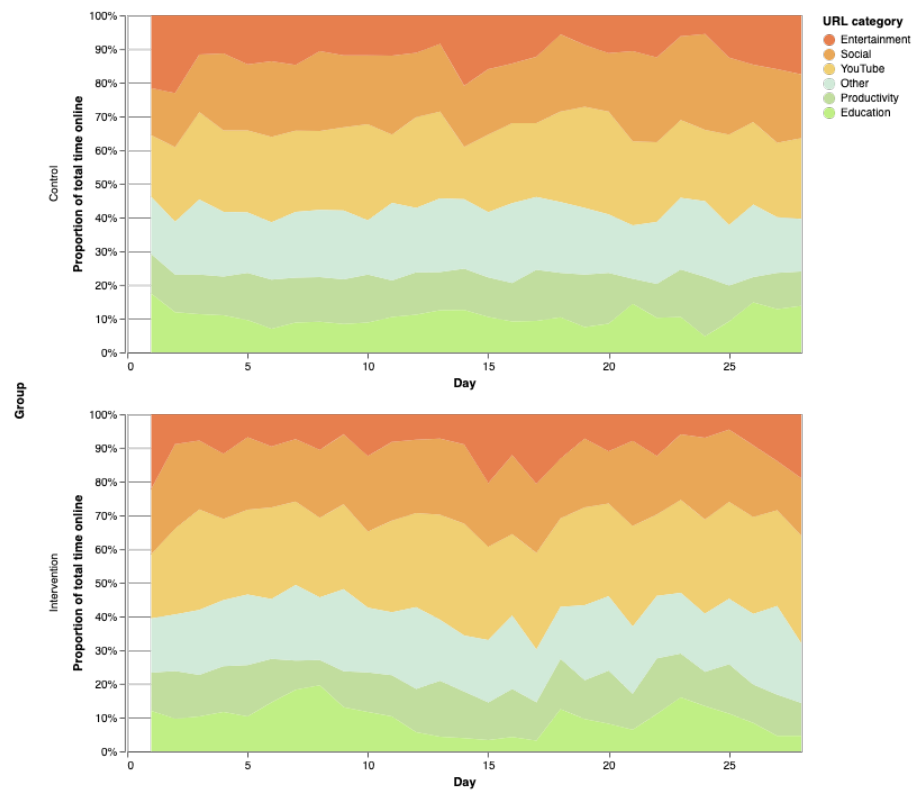 URL category
Entertainment
Social
YouTube
Other
Productivity
Education
Group
Control
Proportion of total time online
100%
90%
80%
70%
60%
50%
40%
30%
20%
10%
0%
0 5 10 15 20 25
Day
Intervention
Proportion of total time online
100%
90%
80%
70%
60%
50%
40%
30%
20%
10%
0%
0 5 10 15 20 25
Day